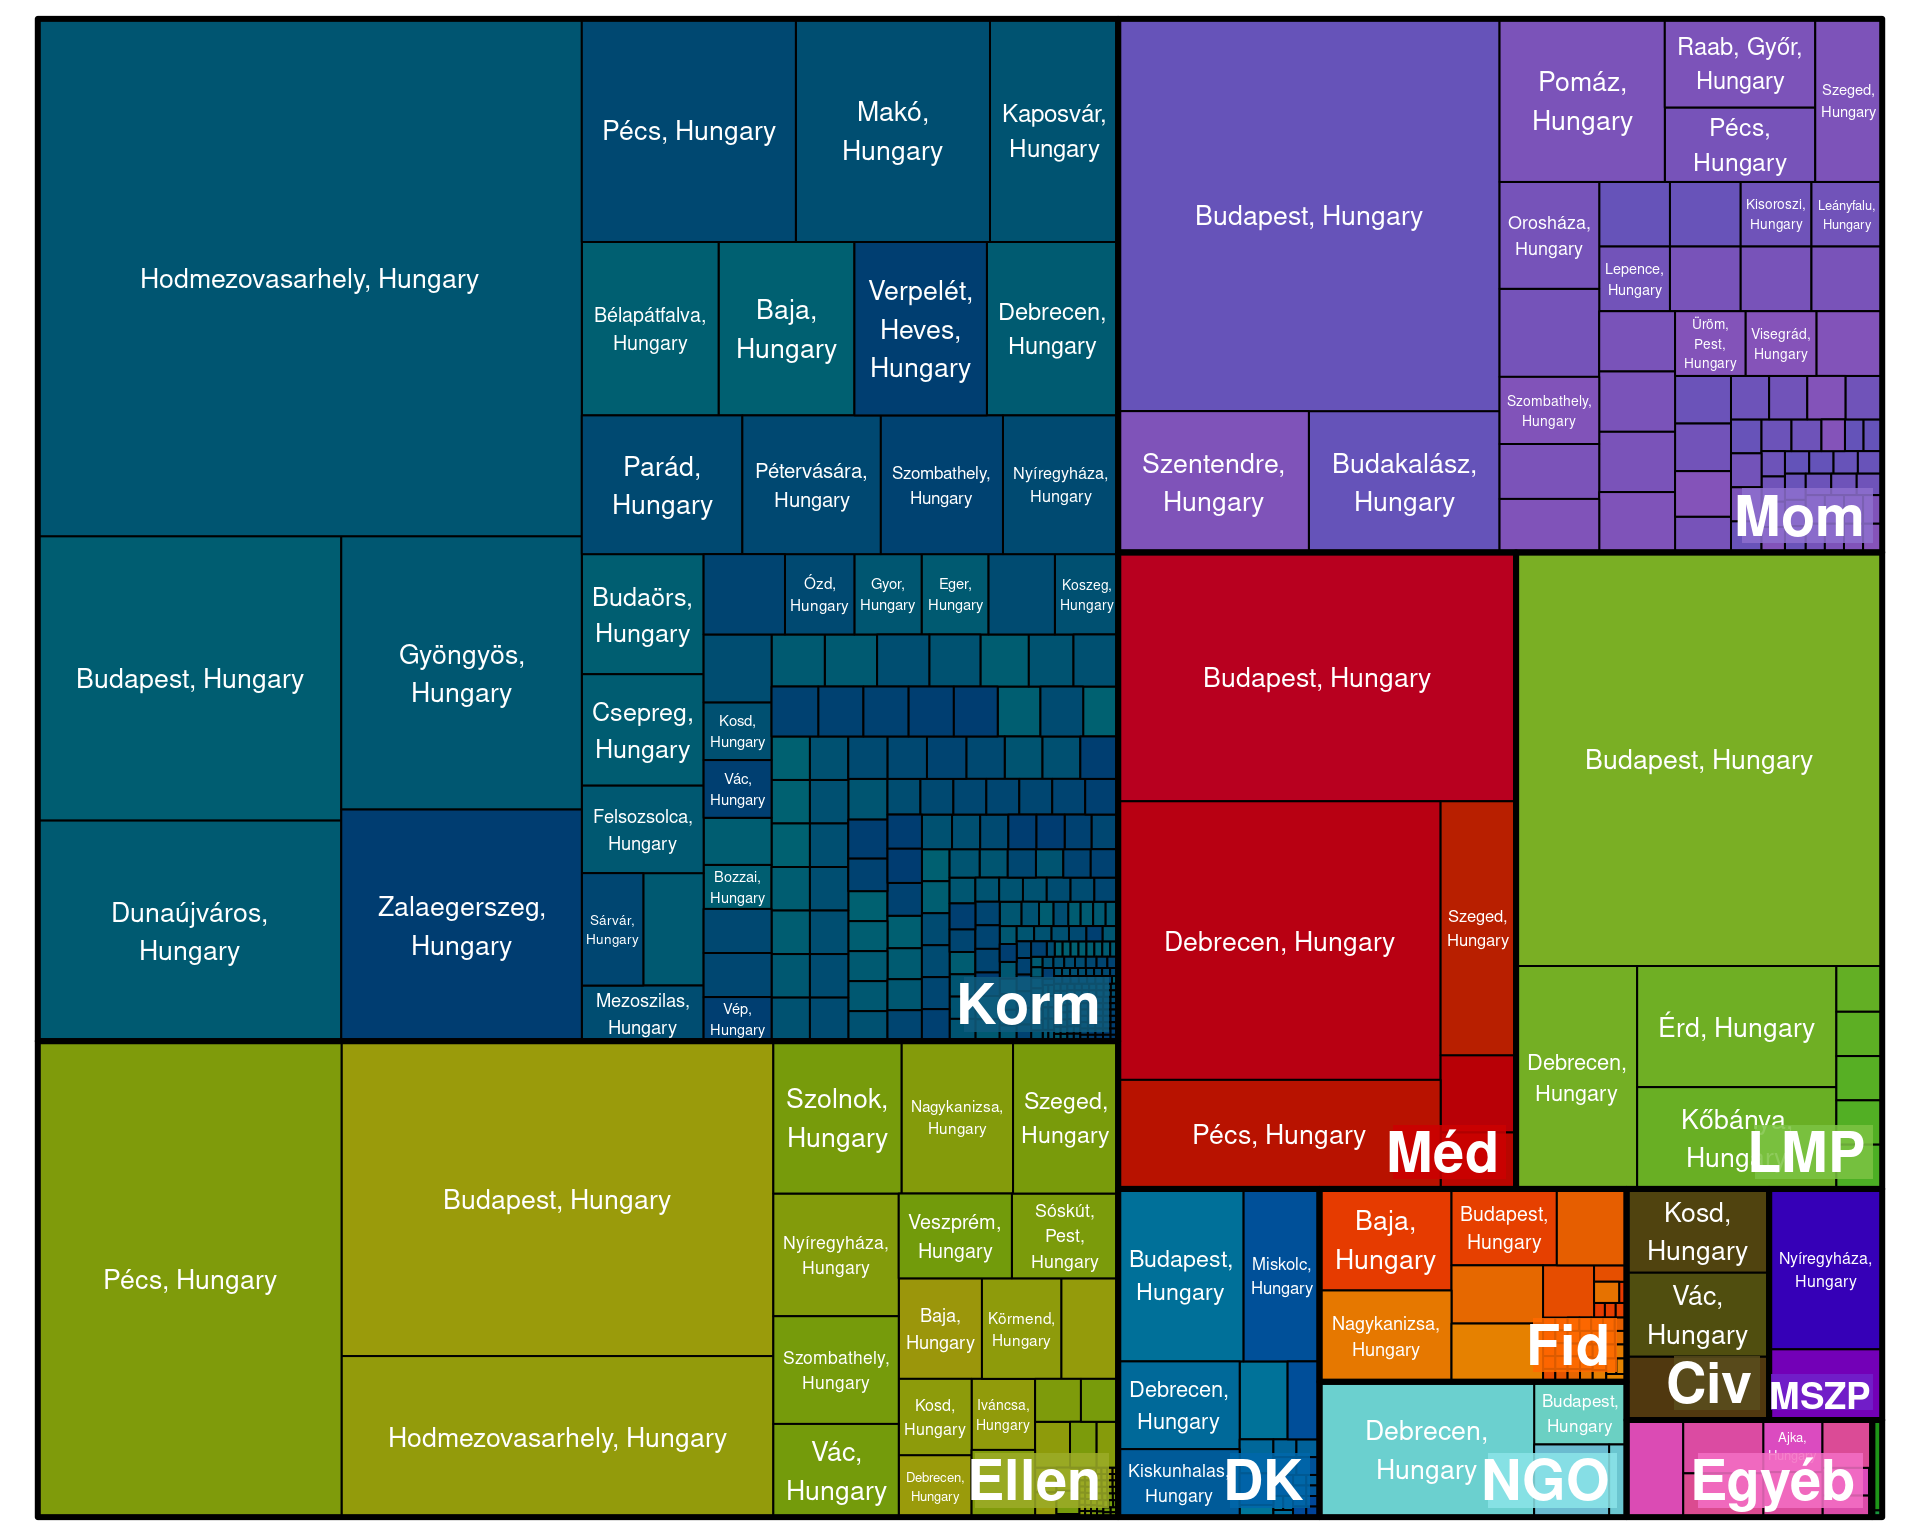 Hodmezovasarhely, Hungary
Pécs, Hungary
Makó,
Hungary
Kaposvár,
Hungary
Bélapátfalva,
Hungary
Baja,
Hungary
Verpelét,
Heves,
Hungary
Debrecen,
Hungary
Parád,
Hungary
Pétervására,
Hungary
Szombathely,
Hungary
Nyíregyháza,
Hungary
Budapest, Hungary
Gyöngyös,
Hungary
Dunaújváros,
Hungary
Zalaegerszeg,
Hungary
Budaörs,
Hungary
Ózd,
Hungary
Gyor,
Hungary
Eger,
Hungary
Koszeg,
Hungary
Csepreg,
Hungary
Kosd,
Hungary
Vác,
Hungary
Felsozsolca,
Hungary
Bozzai,
Hungary
Sárvár,
Hungary
Mezoszilas,
Hungary
Vép,
Hungary
Korm
Budapest, Hungary
Pomáz,
Hungary
Raab, Győr,
Hungary
Pécs,
Hungary
Szeged,
Hungary
Orosháza,
Hungary
Kisoroszi,
Hungary
Leányfalu,
Hungary
Lepence,
Hungary
Üröm,
Pest,
Hungary
Visegrád,
Hungary
Szombathely,
Hungary
Szentendre,
Hungary
Budakalász,
Hungary
Mom
Budapest, Hungary
Debrecen, Hungary
Szeged,
Hungary
Pécs, Hungary
Méd
Budapest, Hungary
Debrecen,
Hungary
Érd, Hungary
Kőbánya,
Hungary
LMP
Pécs, Hungary
Budapest, Hungary
Hodmezovasarhely, Hungary
Szolnok,
Hungary
Nagykanizsa,
Hungary
Szeged,
Hungary
Nyíregyháza,
Hungary
Veszprém,
Hungary
Sóskút,
Pest,
Hungary
Szombathely,
Hungary
Baja,
Hungary
Körmend,
Hungary
Vác,
Hungary
Kosd,
Hungary
Iváncsa,
Hungary
Debrecen,
Hungary
Ellen
Budapest,
Hungary
Miskolc,
Hungary
Debrecen,
Hungary
Kiskunhalas,
Hungary
DK
Baja,
Hungary
Budapest,
Hungary
Nagykanizsa,
Hungary
Fid
Kosd,
Hungary
Vác,
Hungary
Civ
Nyíregyháza,
Hungary
MSZP
Debrecen,
Hungary
Budapest,
Hungary
NGO
Ajka,
Hungary
Egyéb